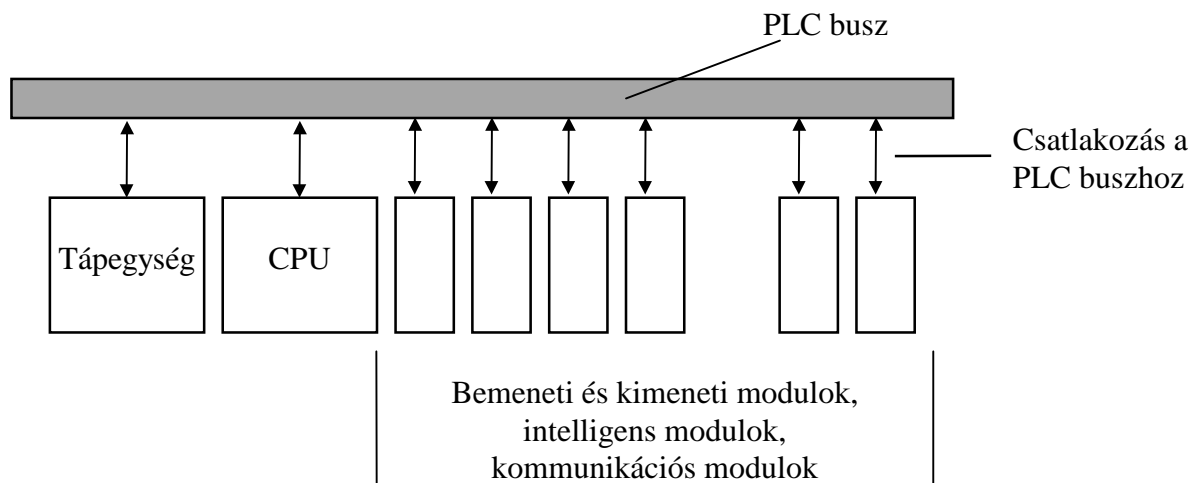 PLC busz
Csatlakozás a
PLC buszhoz
Tápegység
CPU
Bemeneti és kimeneti modulok,
intelligens modulok,
kommunikációs modulok